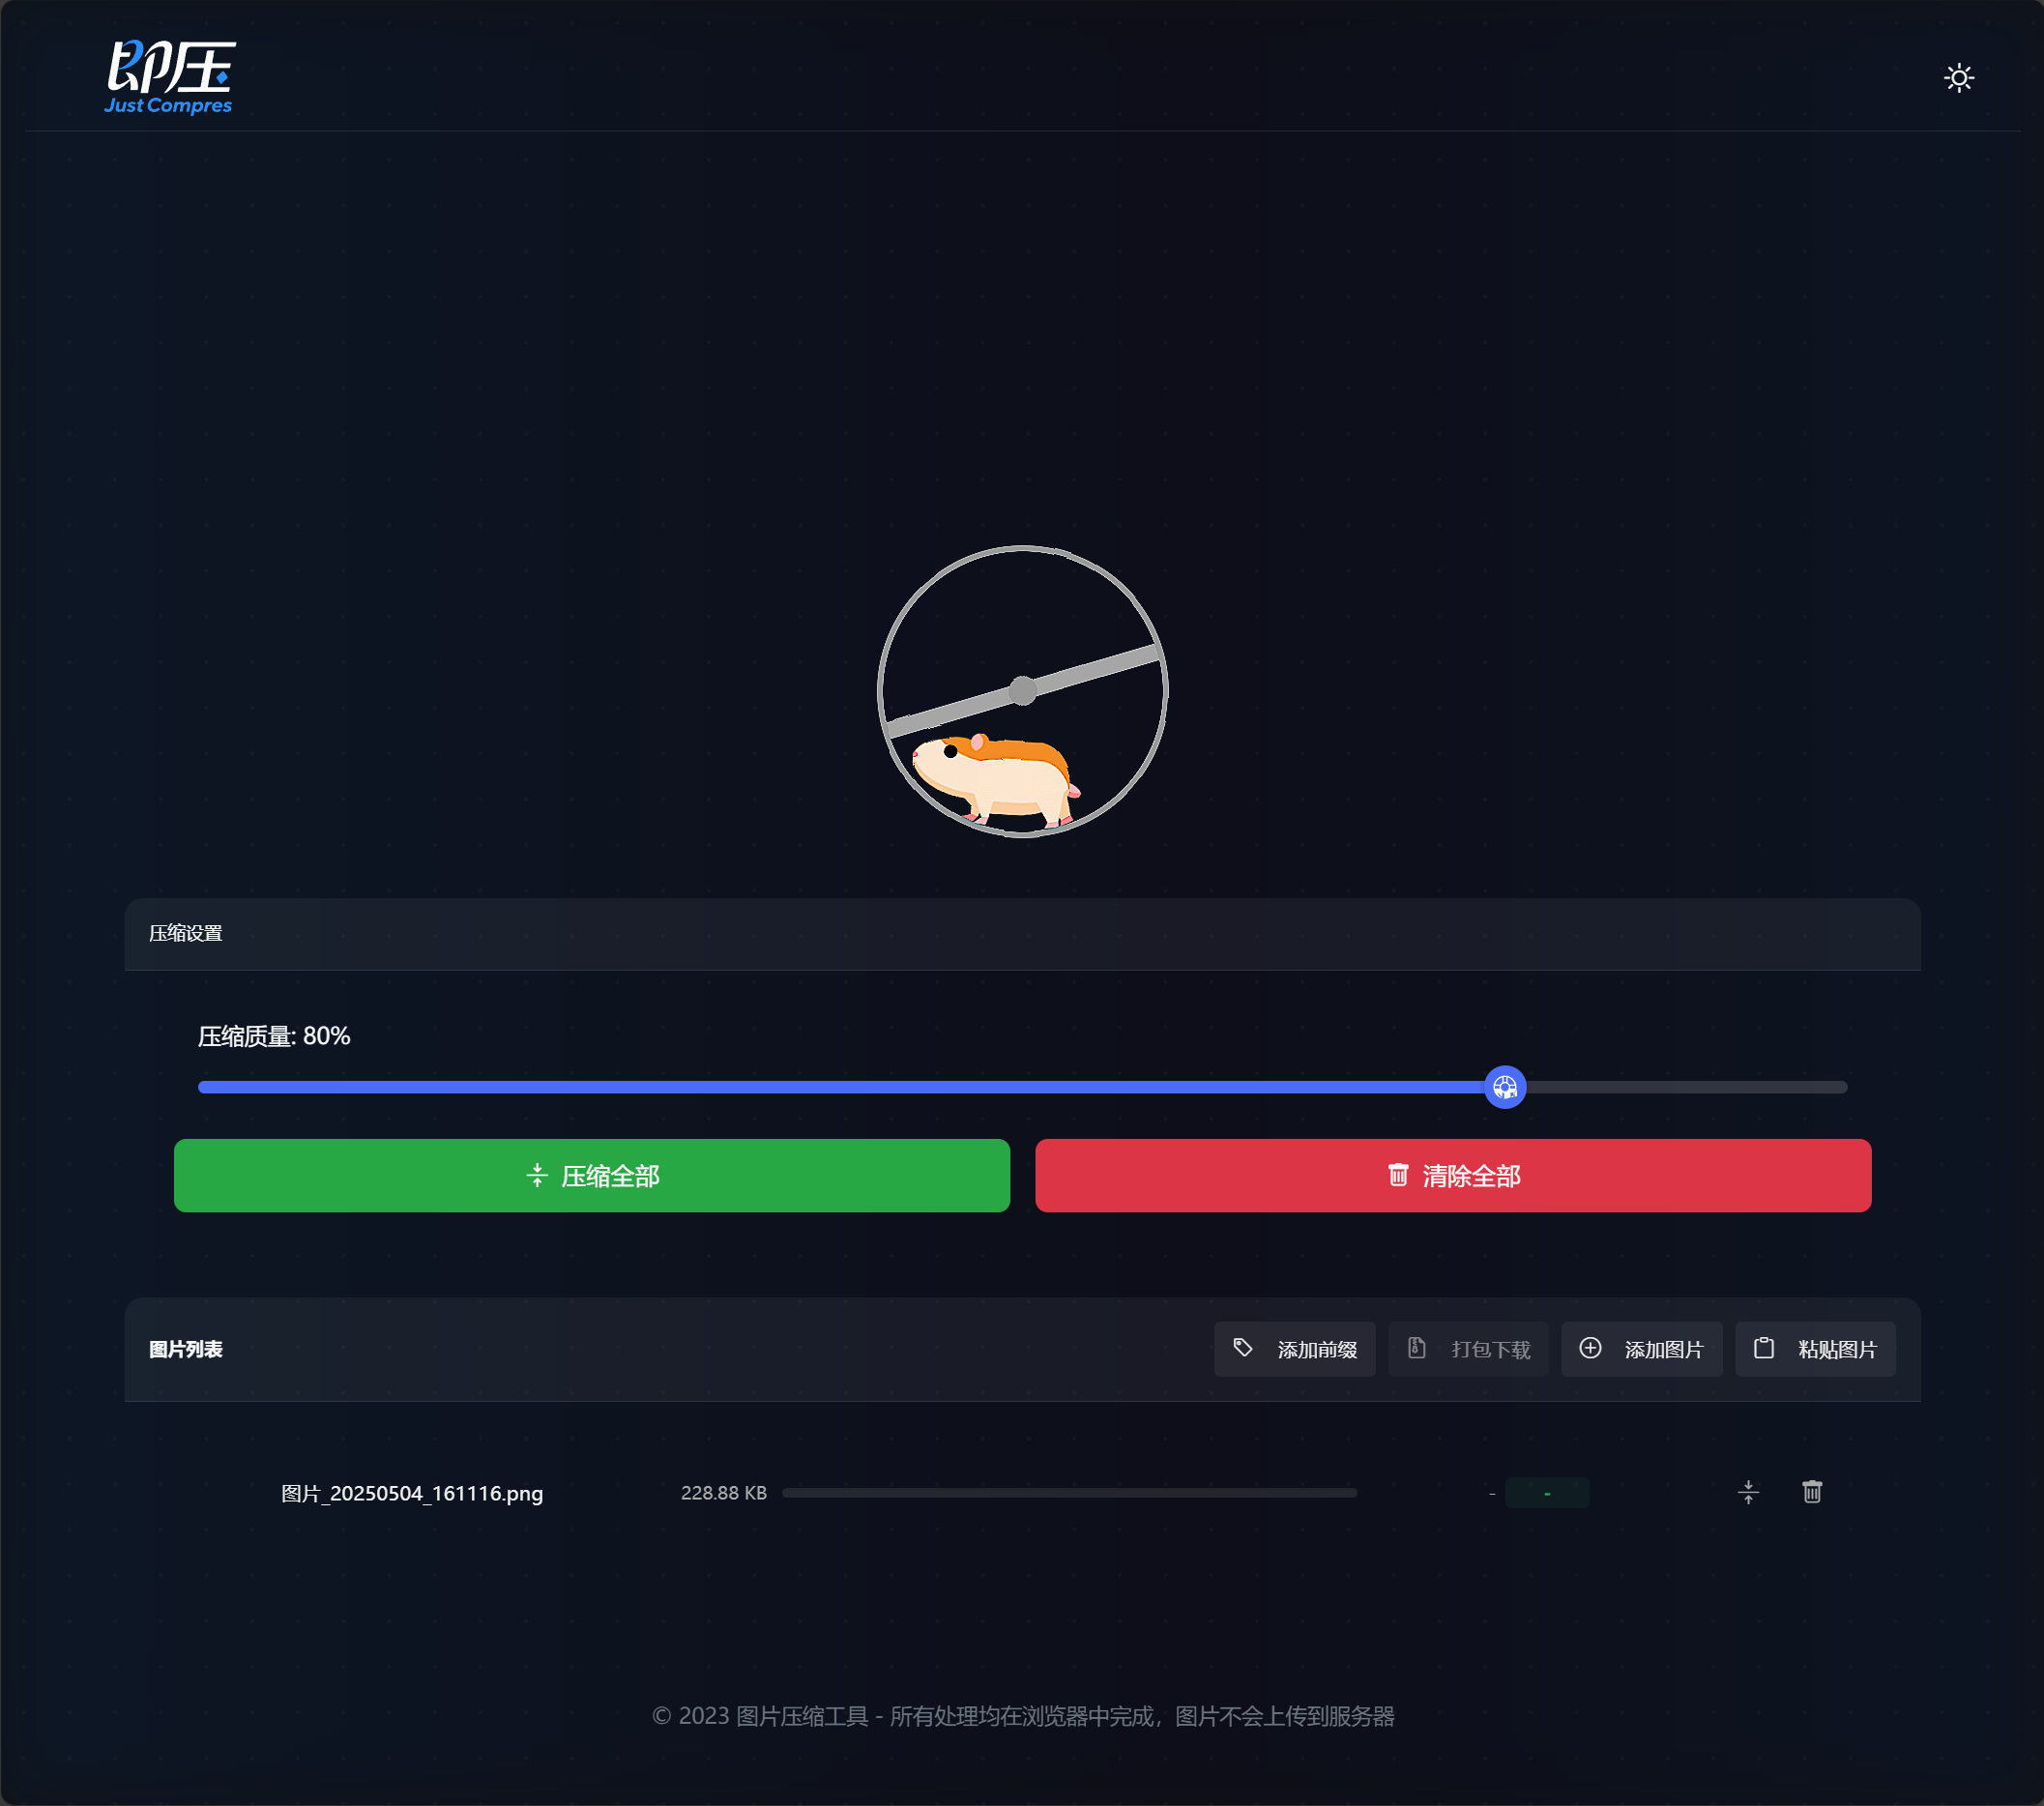 即压
Just Compres
压缩设置
压缩质量: 80%
压缩全部
清除全部
图片列表
添加前缀
打包下载
添加图片
粘贴图片
图片_20250504_161116.png
228.88 KB
-
-
© 2023 图片压缩工具 - 所有处理均在浏览器中完成，图片不会上传到服务器